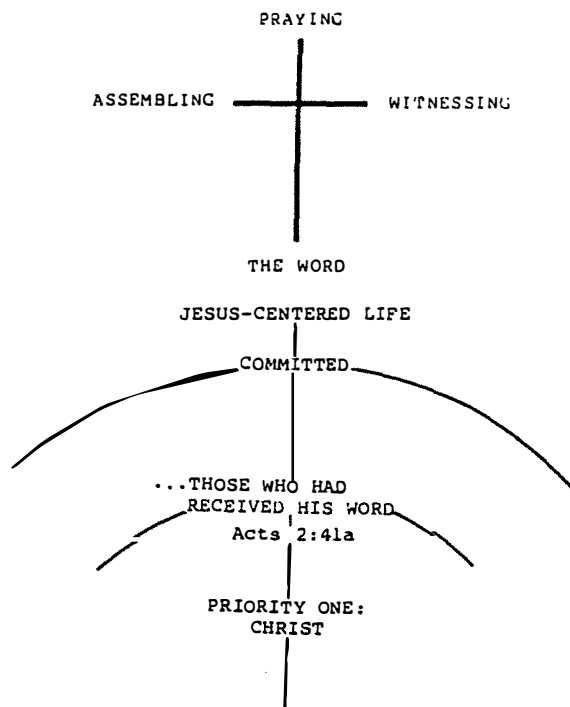 PRAYING
ASSEMBLING WITNESSING
THE WORD
JESUS-CENTERED LIFE
COMMITTED
...THOSE WHO HAD
RECEIVED HIS WORD
Acts 2:41a
PRIORITY ONE:
CHRIST